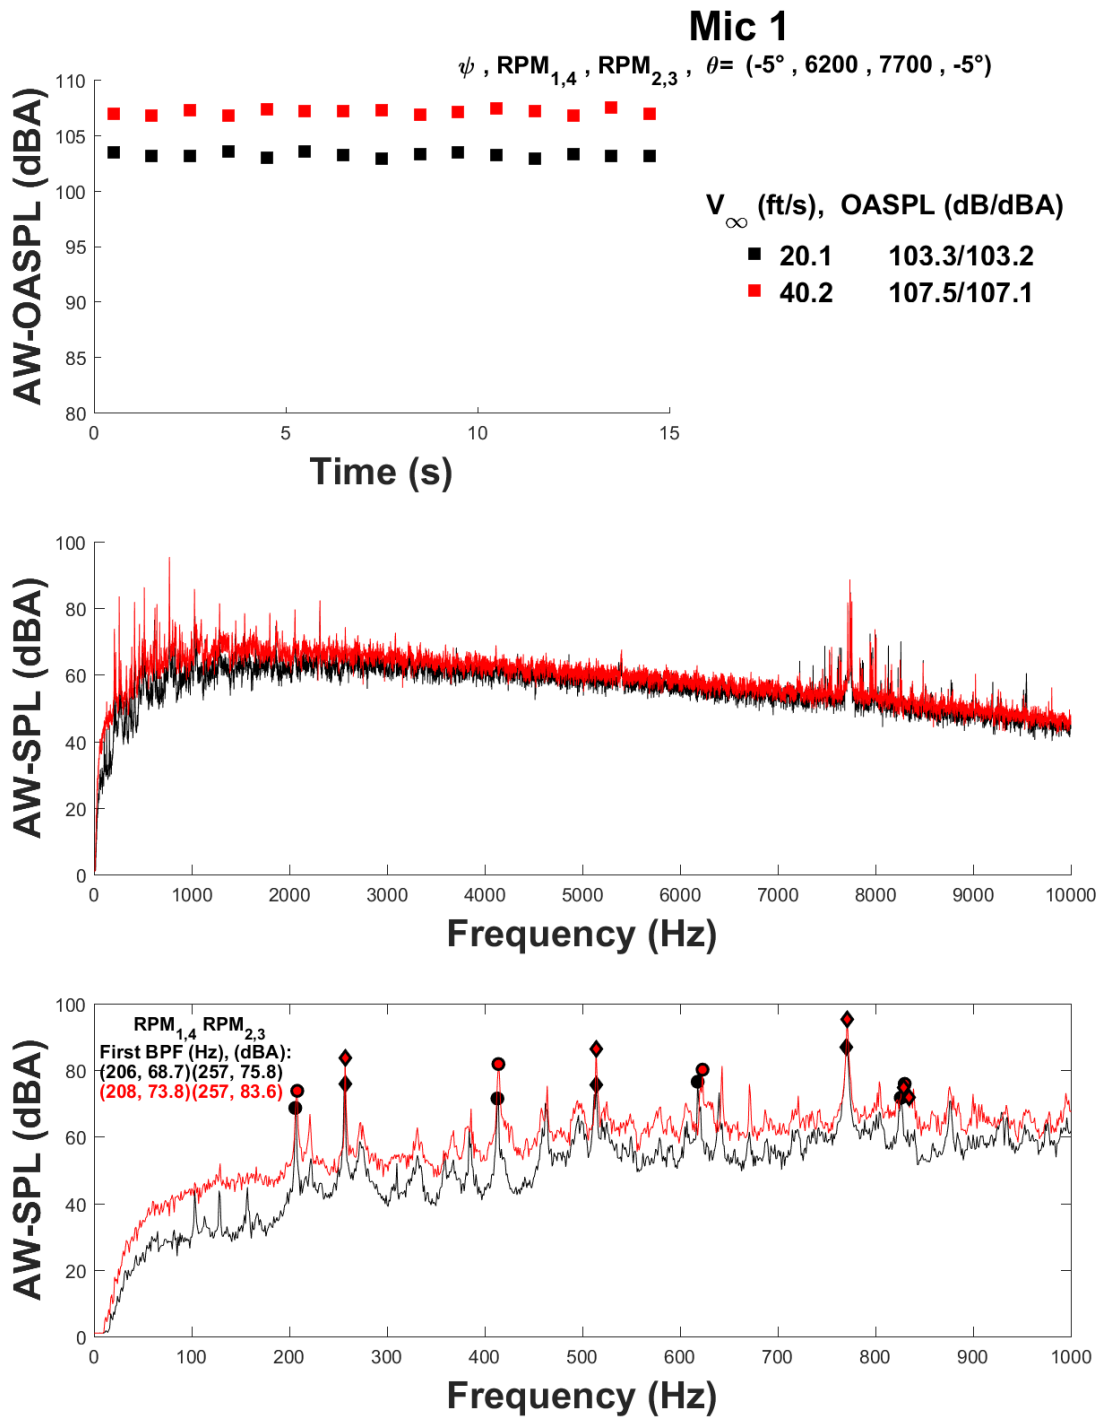 Mic 1
ψ , RPM1,4 , RPM2,3 , θ= (-5° , 6200 , 7700 , -5°)
110
105
100
95
90
85
80
0 5 10 15
AW-OASPL (dBA)
Time (s)
V∞ (ft/s), OASPL (dB/dBA)
20.1 103.3/103.2
40.2 107.5/107.1
100
80
60
40
20
0
0 1000 2000 3000 4000 5000 6000 7000 8000 9000 10000
AW-SPL (dBA)
Frequency (Hz)
RPM1,4 RPM2,3
First BPF (Hz), (dBA):
(206, 68.7)(257, 75.8)
(208, 73.8)(257, 83.6)
100
80
60
40
20
0
0 100 200 300 400 500 600 700 800 900 1000
AW-SPL (dBA)
Frequency (Hz)